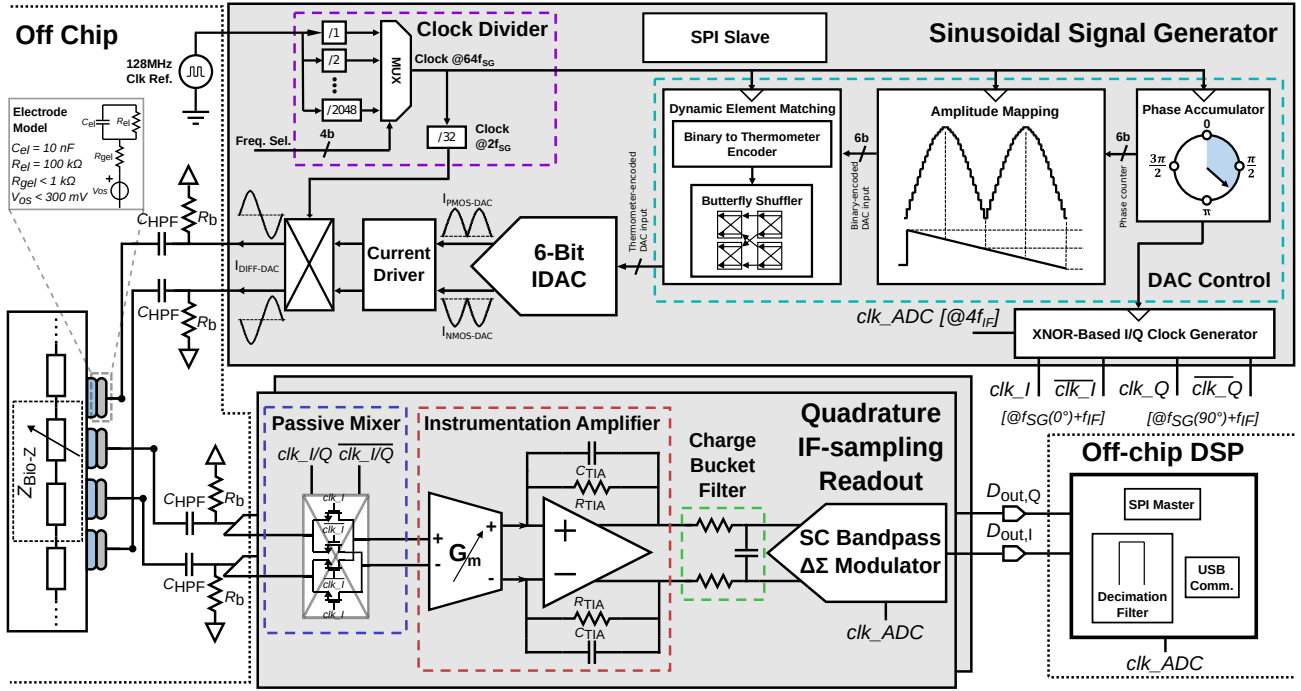 Off Chip
128MHz
Clk Ref.
Electrode
Model
Cel
Rel
Cel = 10 nF
Rel = 100 kΩ
Rgel < 1 kΩ
Vos < 300 mV
Rgel
+
Vos
CHPF
Rb
CHPF
Rb
ZBio-Z
CHPF
Rb
CHPF
Rb
Sinusoidal Signal Generator
Clock Divider
/1
/2
/2048
MUX
Clock @64fSG
Freq. Sel.
4b
/32
Clock
@2fSG
SPI Slave
Dynamic Element Matching
Binary to Thermometer
Encoder
Butterfly Shuffler
6b
Binary-encoded
DAC input
Amplitude Mapping
6b
Phase counter
Phase Accumulator
0
π/2
π
3π/2
DAC Control
Thermometer-encoded
DAC input
6-Bit
IDAC
IPMOS-DAC
INMOS-DAC
Current
Driver
IDIFF-DAC
clk_ADC [@4fIF]
XNOR-Based I/Q Clock Generator
clk_I
clk_I
clk_Q
clk_Q
[@fSG(0°)+fIF]
[@fSG(90°)+fIF]
Passive Mixer
clk_I/Q
clk_I/Q
clk_I
clk_I
clk_I
clk_I
Instrumentation Amplifier
Gm
+
-
+
-
CTIA
RTIA
+
−
RTIA
CTIA
Charge
Bucket
Filter
Quadrature
IF-sampling
Readout
SC Bandpass
ΔΣ Modulator
clk_ADC
Dout,Q
Dout,I
Off-chip DSP
SPI Master
Decimation
Filter
USB
Comm.
clk_ADC